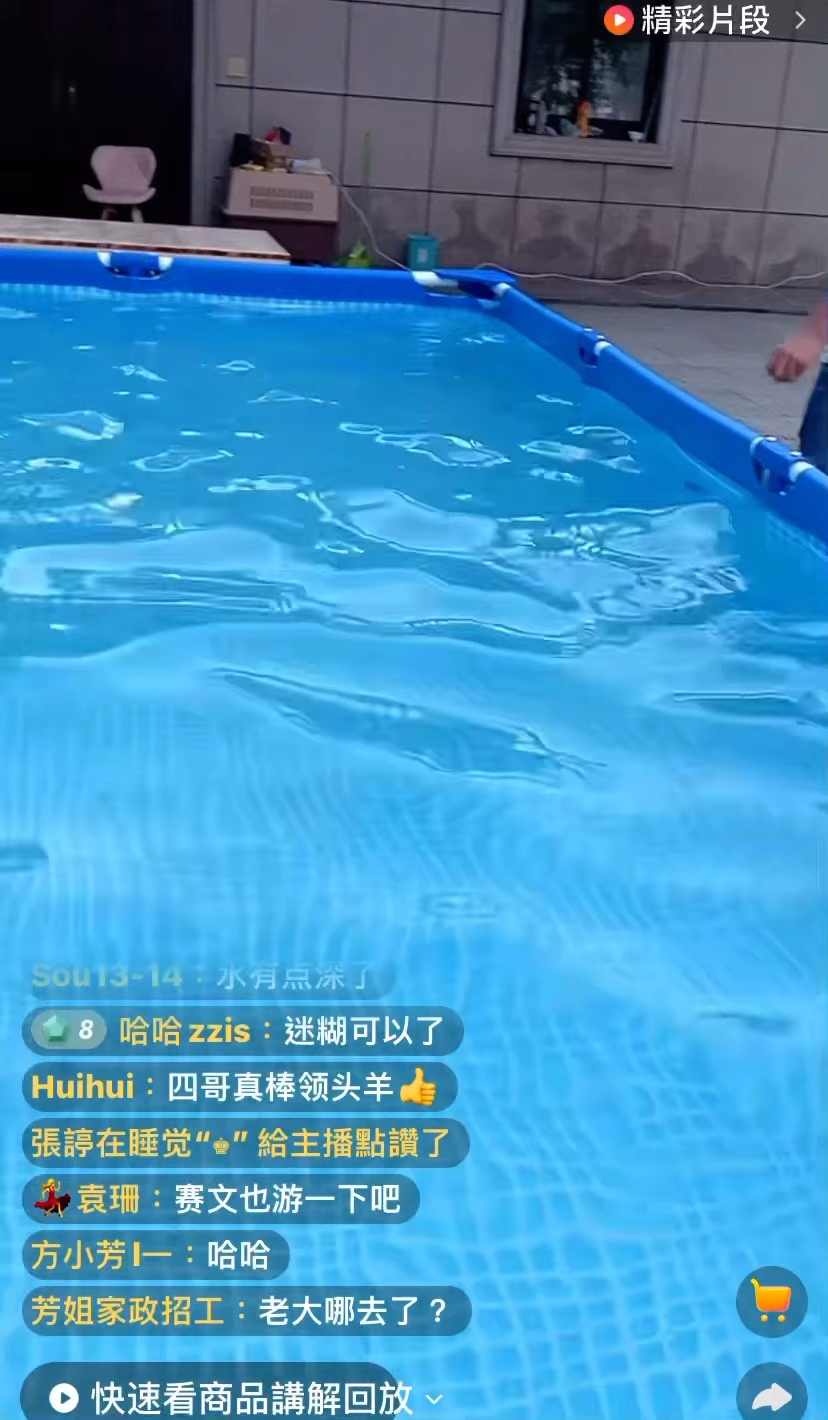 精彩片段
Sou13-14：水有点深了
8 哈哈zzis：迷糊可以了
Huihui：四哥真棒领头羊👍
張諄在睡觉“♚” 給主播點讚了
💃袁珊：赛文也游一下吧
方小芳I一：哈哈
芳姐家政招工：老大哪去了？
快速看商品講解回放